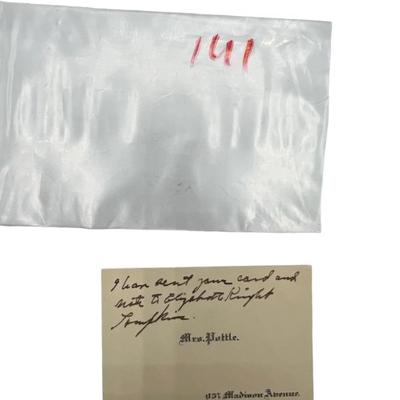 141
I have sent your card and
note to Elizabeth Knight
Tompkins.
Mrs. Pottle.
Madison Avenue.